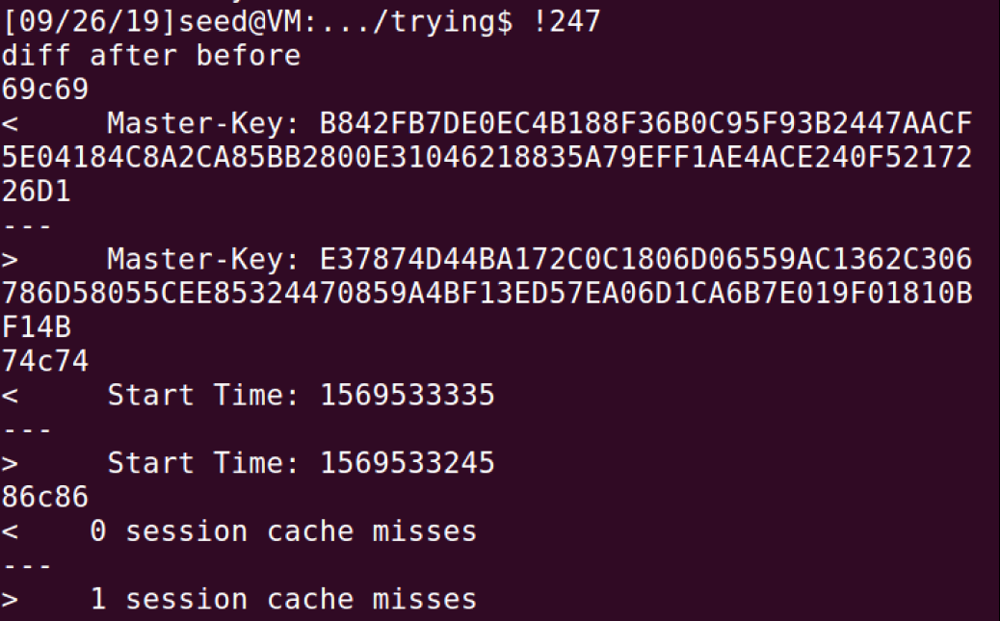 [09/26/19]seed@VM:.../trying$ !247
diff after before
69c69
<     Master-Key: B842FB7DE0EC4B188F36B0C95F93B2447AACF
5E04184C8A2CA85BB2800E31046218835A79EFF1AE4ACE240F52172
26D1
---
>     Master-Key: E37874D44BA172C0C1806D06559AC1362C306
786D58055CEE85324470859A4BF13ED57EA06D1CA6B7E019F01810B
F14B
74c74
<     Start Time: 1569533335
---
>     Start Time: 1569533245
86c86
<    0 session cache misses
---
>    1 session cache misses